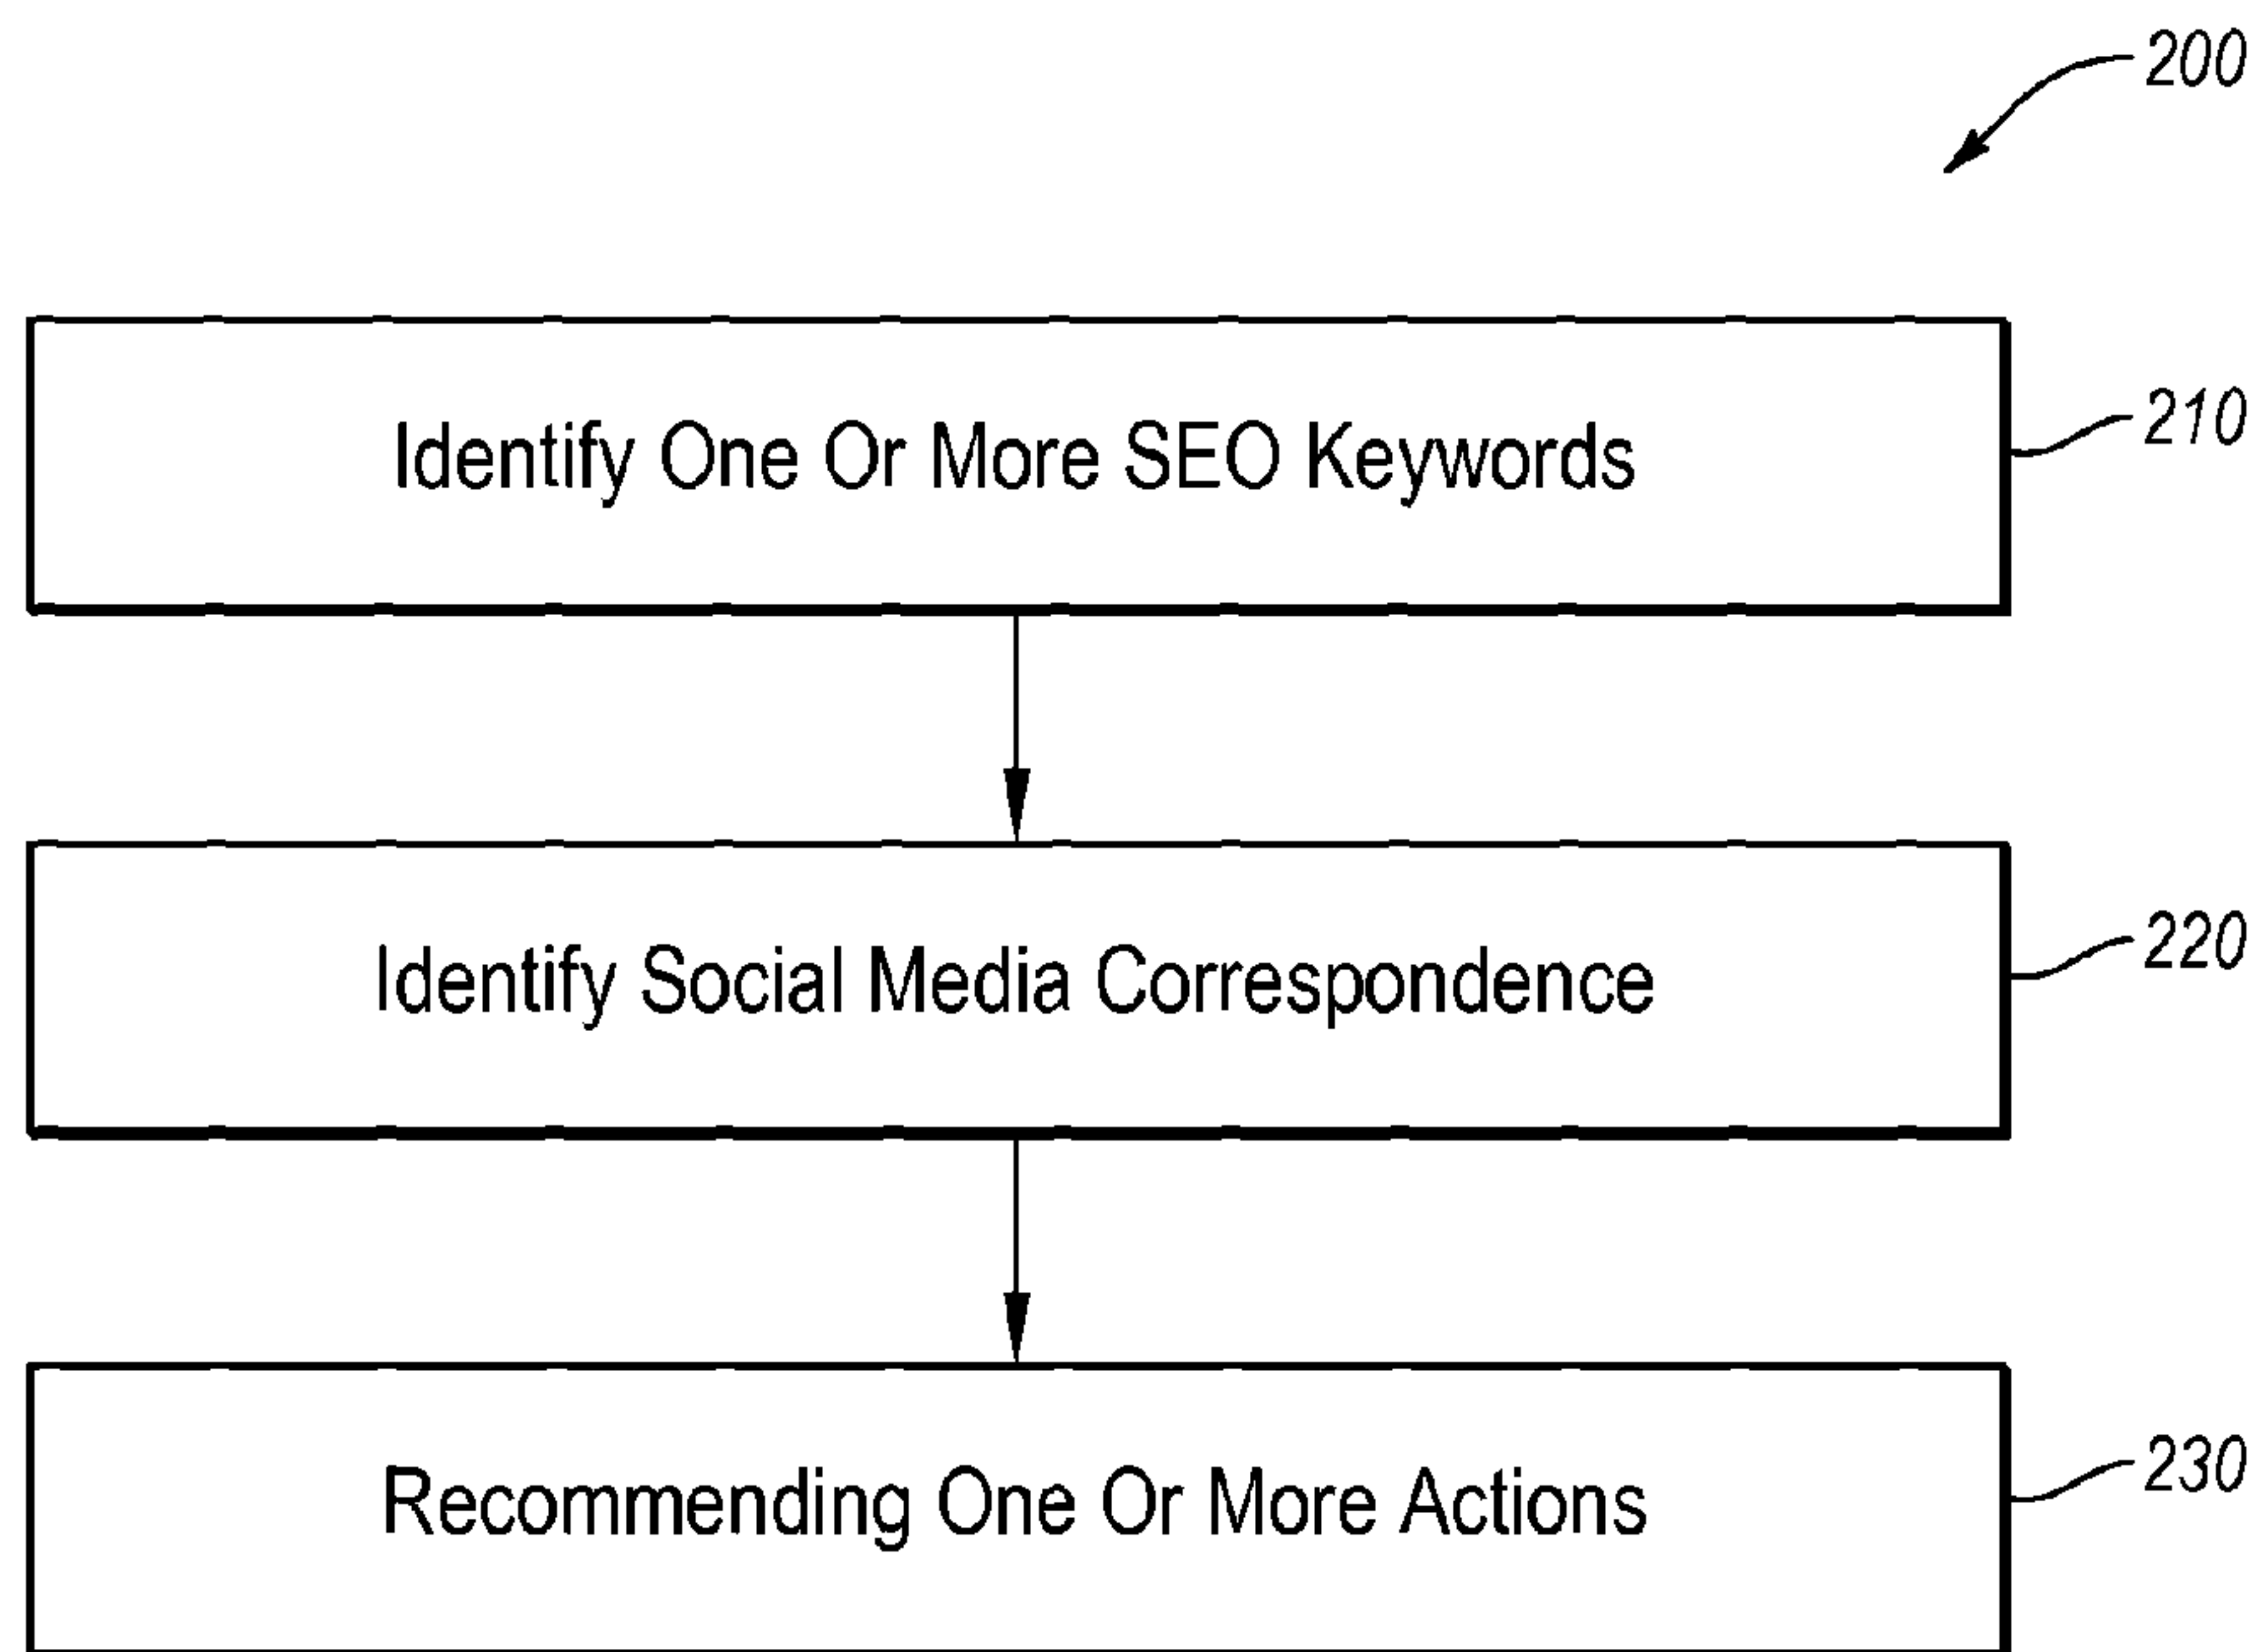 200
Identify One Or More SEO Keywords
210
Identify Social Media Correspondence
220
Recommending One Or More Actions
230